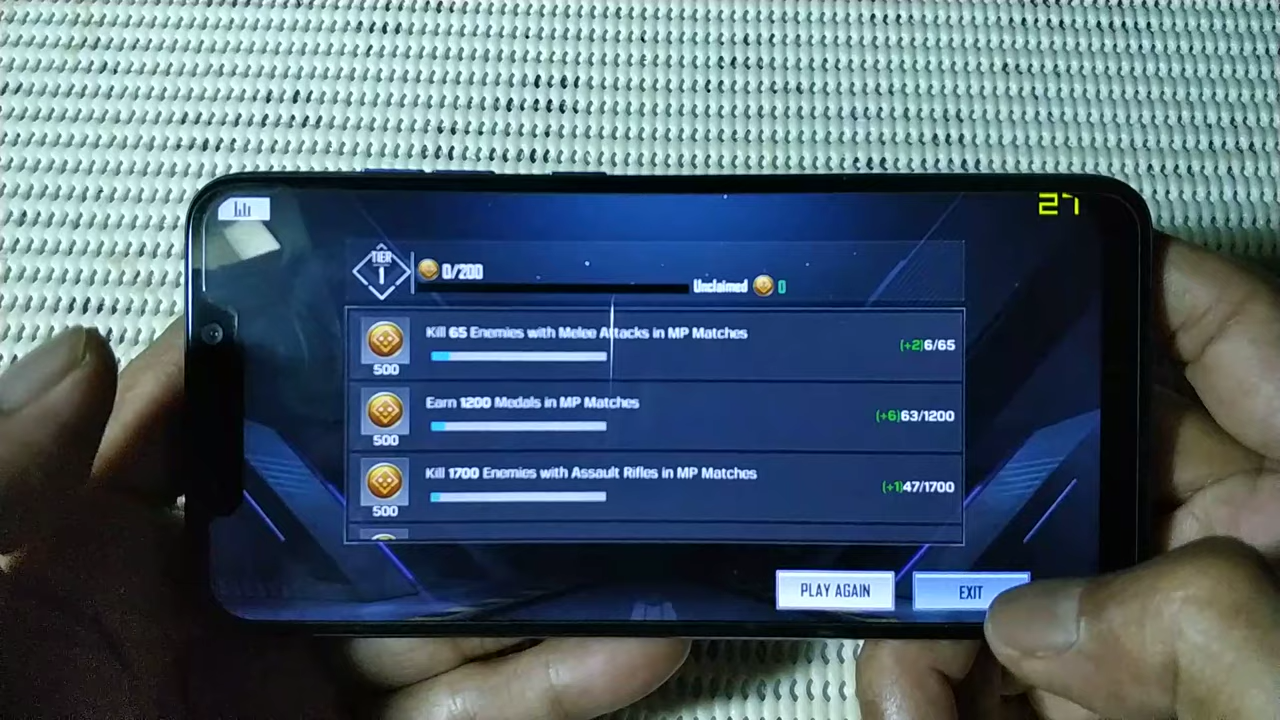 27
TIER
1
0/200
Unclaimed 0
Kill 65 Enemies with Melee Attacks in MP Matches
(+2)6/65
500
Earn 1200 Medals in MP Matches
(+6)63/1200
500
Kill 1700 Enemies with Assault Rifles in MP Matches
(+1)47/1700
500
PLAY AGAIN
EXIT